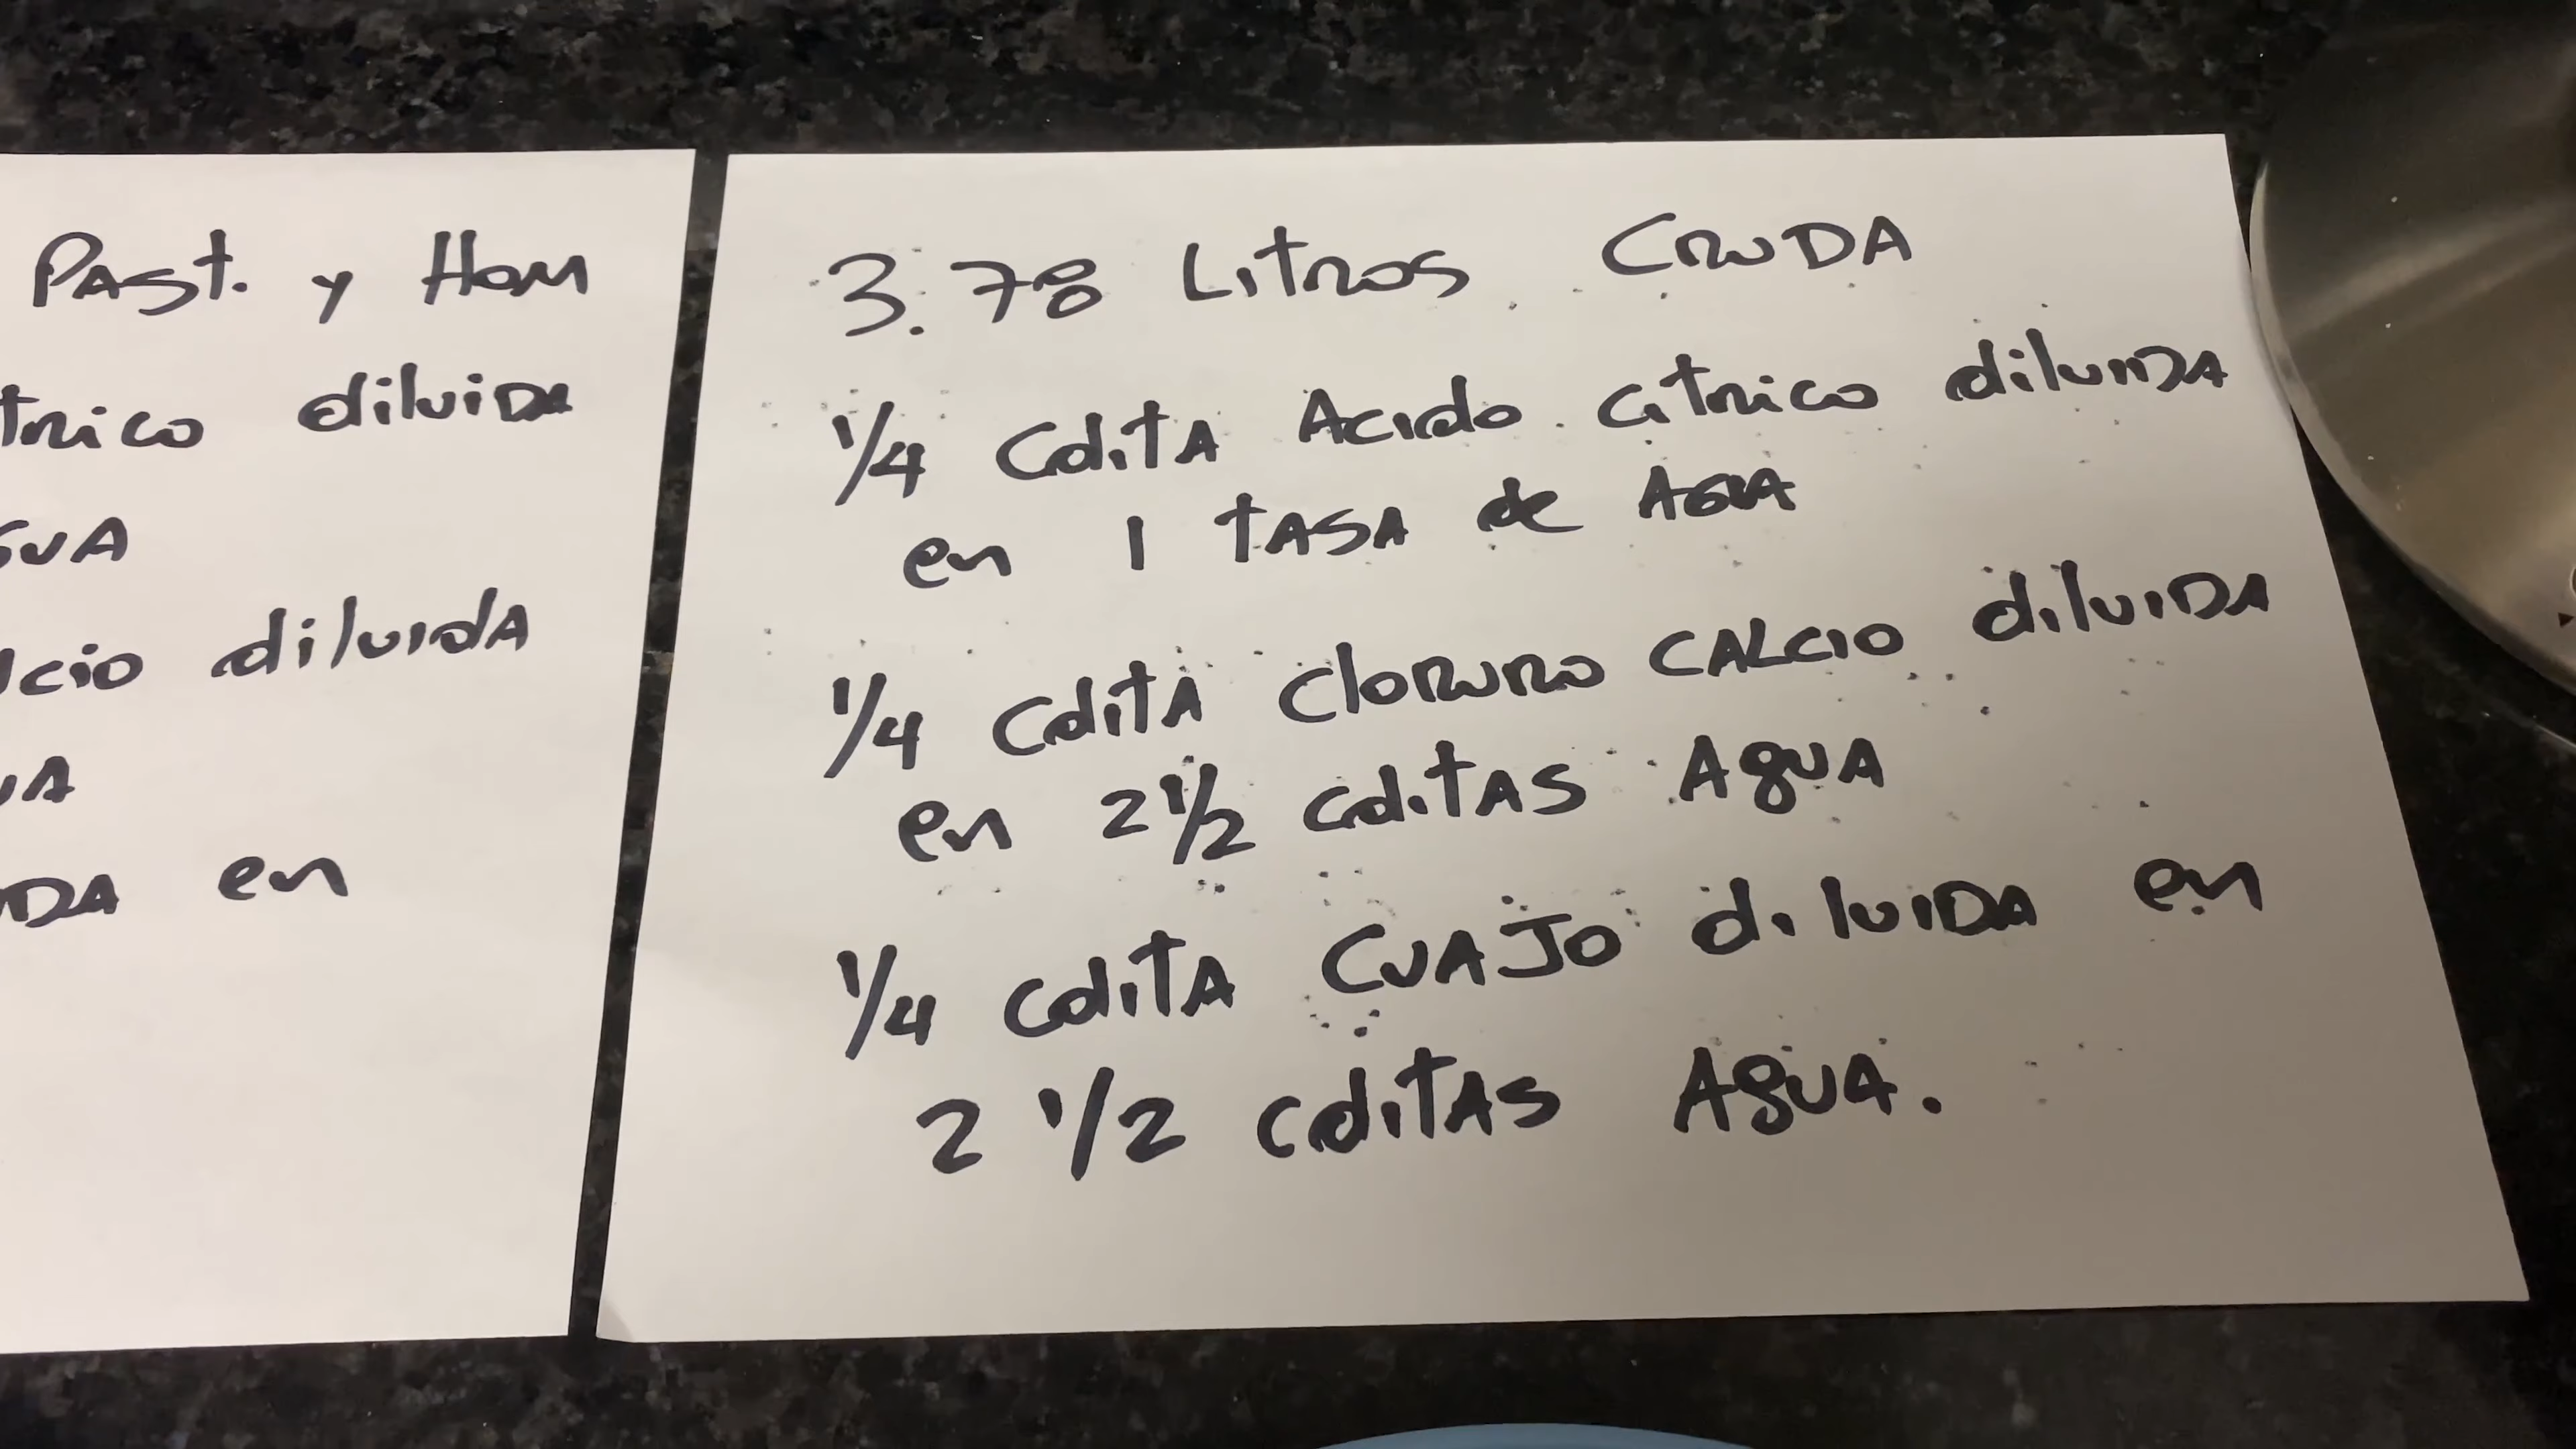 Past. y Hom
trico diluida
GUA
lcio diluida
UA
DA en
3.78 Litros CRUDA
1/4 cdita Acido citrico diluida
en 1 tasa de Agua
1/4 cdita Cloruro CALCIO diluida
en 2 1/2 cditas Agua
1/4 cdita CUAJO diluida en
2 1/2 cditas Agua.